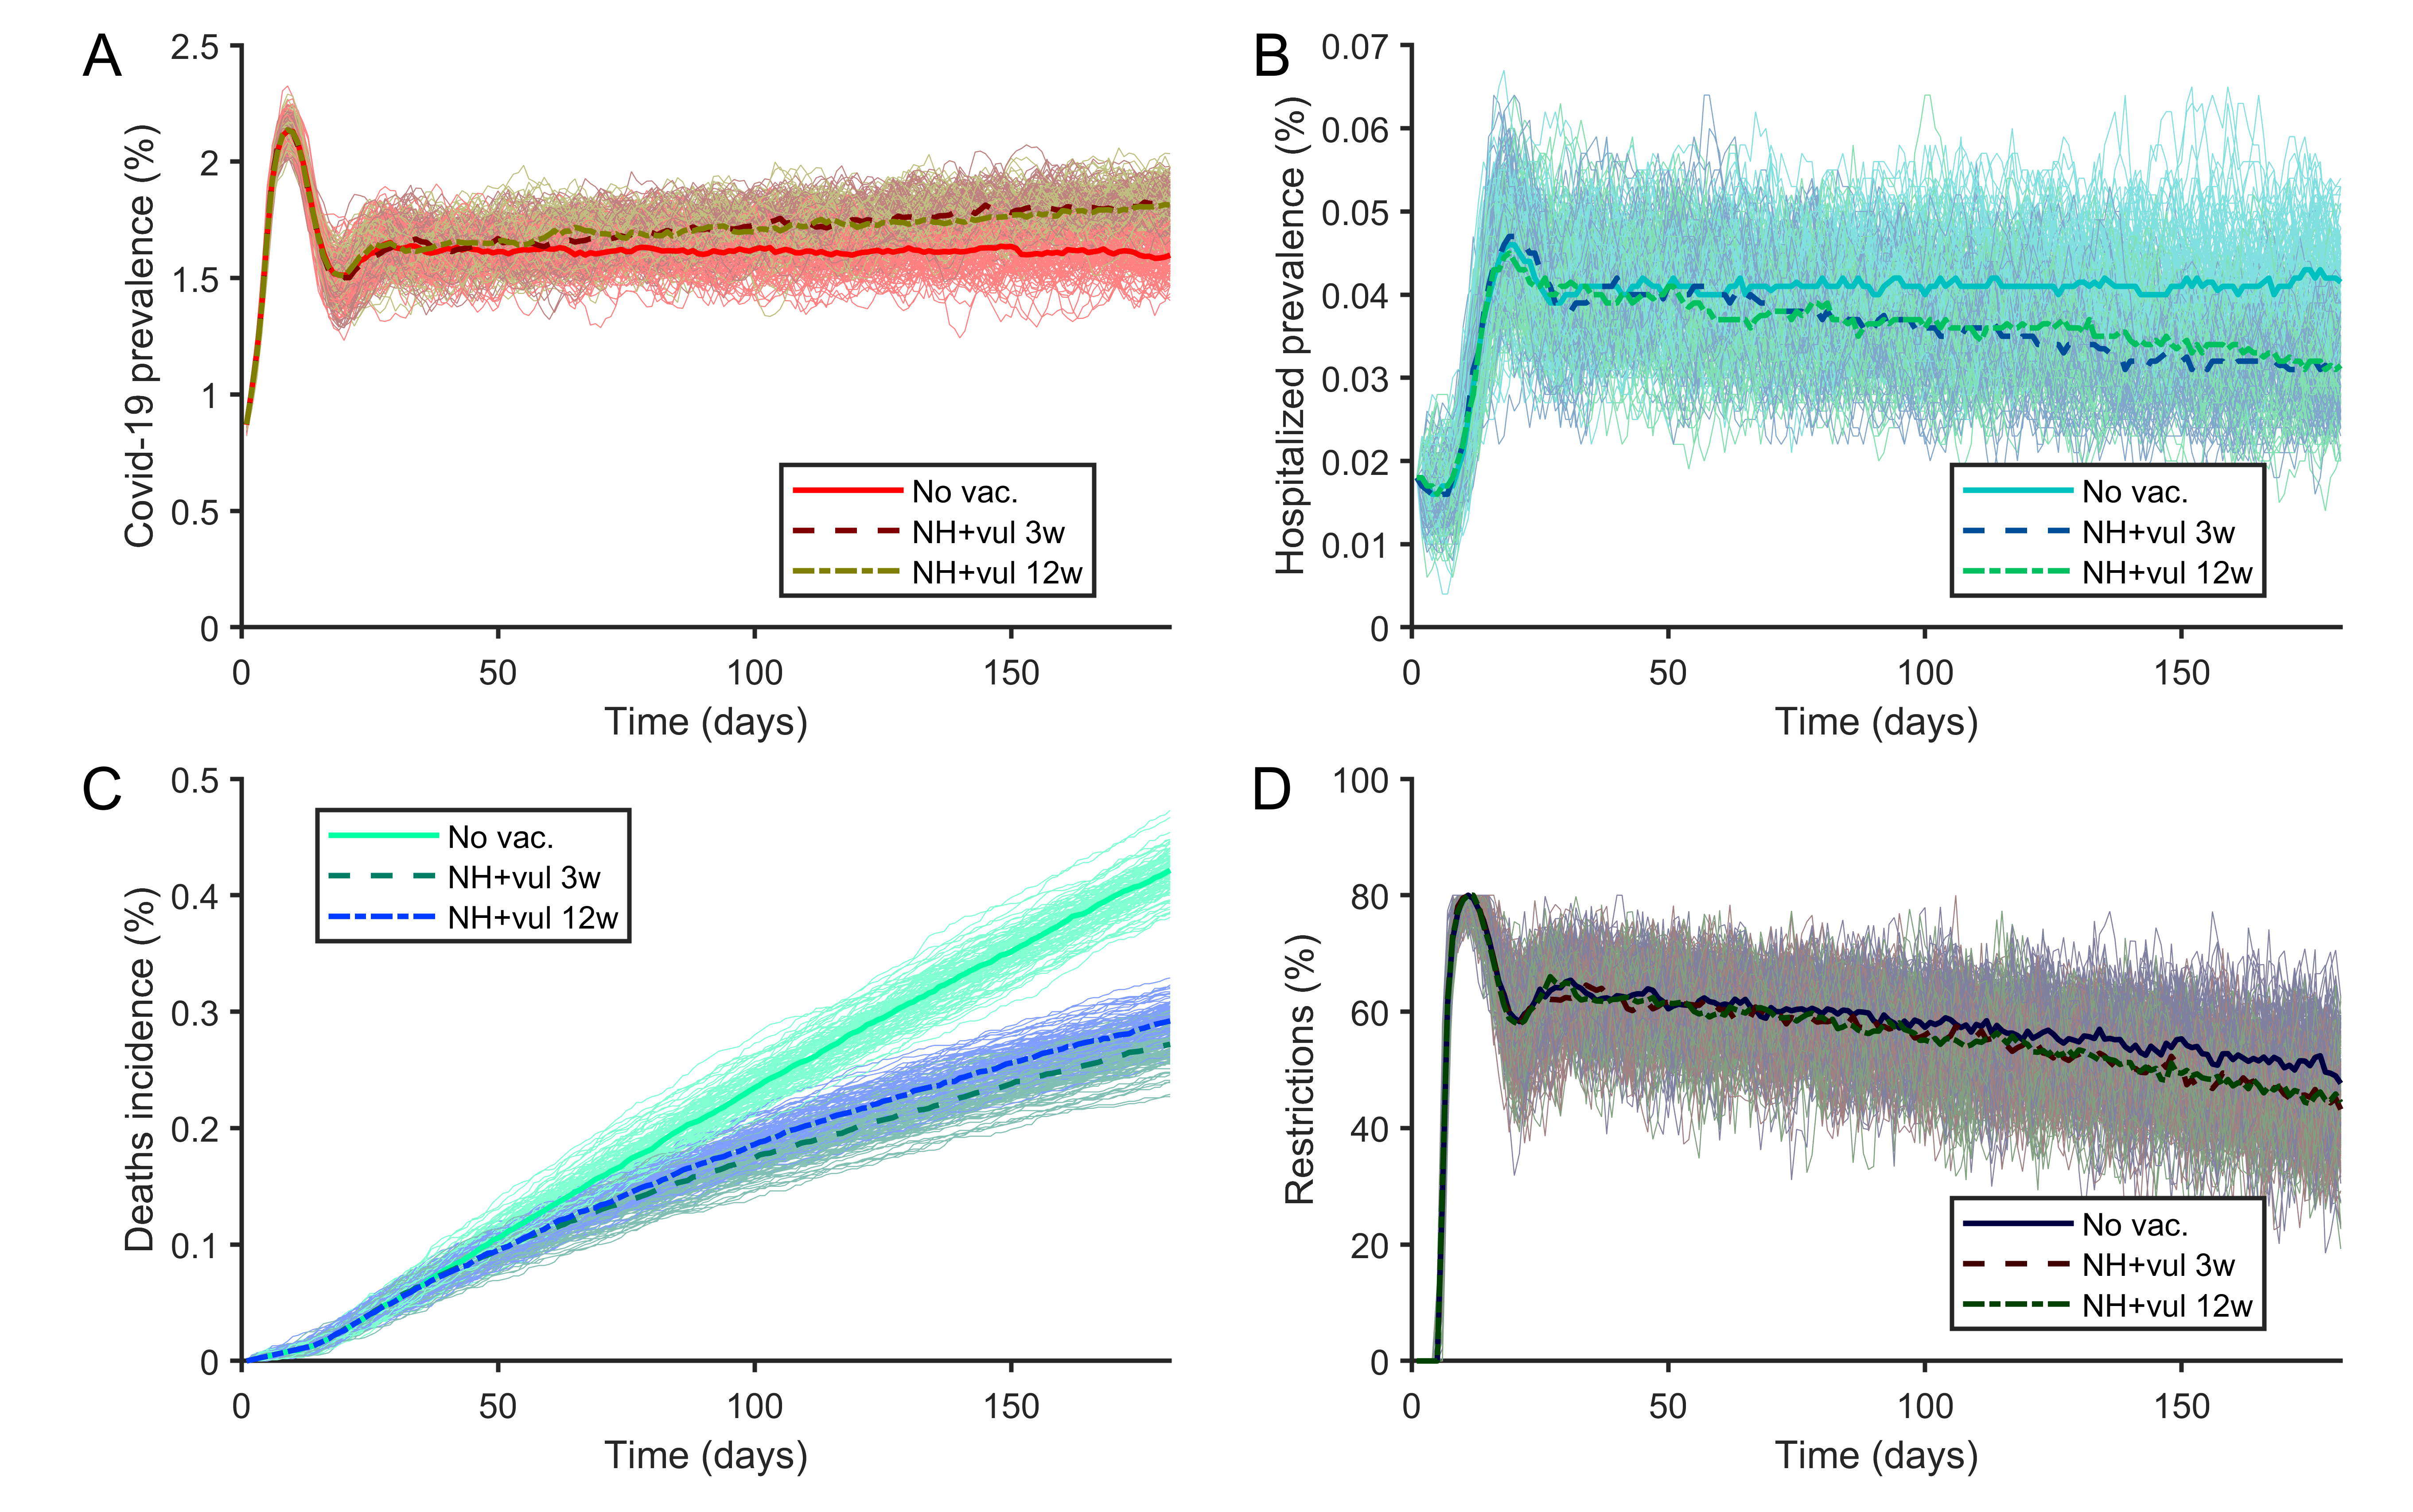 A
Covid-19 prevalence (%)
2.5
2
1.5
1
0.5
0
0 50 100 150
Time (days)
No vac.
NH+vul 3w
NH+vul 12w
B
Hospitalized prevalence (%)
0.07
0.06
0.05
0.04
0.03
0.02
0.01
0
0 50 100 150
Time (days)
No vac.
NH+vul 3w
NH+vul 12w
C
Deaths incidence (%)
0.5
0.4
0.3
0.2
0.1
0
0 50 100 150
Time (days)
No vac.
NH+vul 3w
NH+vul 12w
D
Restrictions (%)
100
80
60
40
20
0
0 50 100 150
Time (days)
No vac.
NH+vul 3w
NH+vul 12w